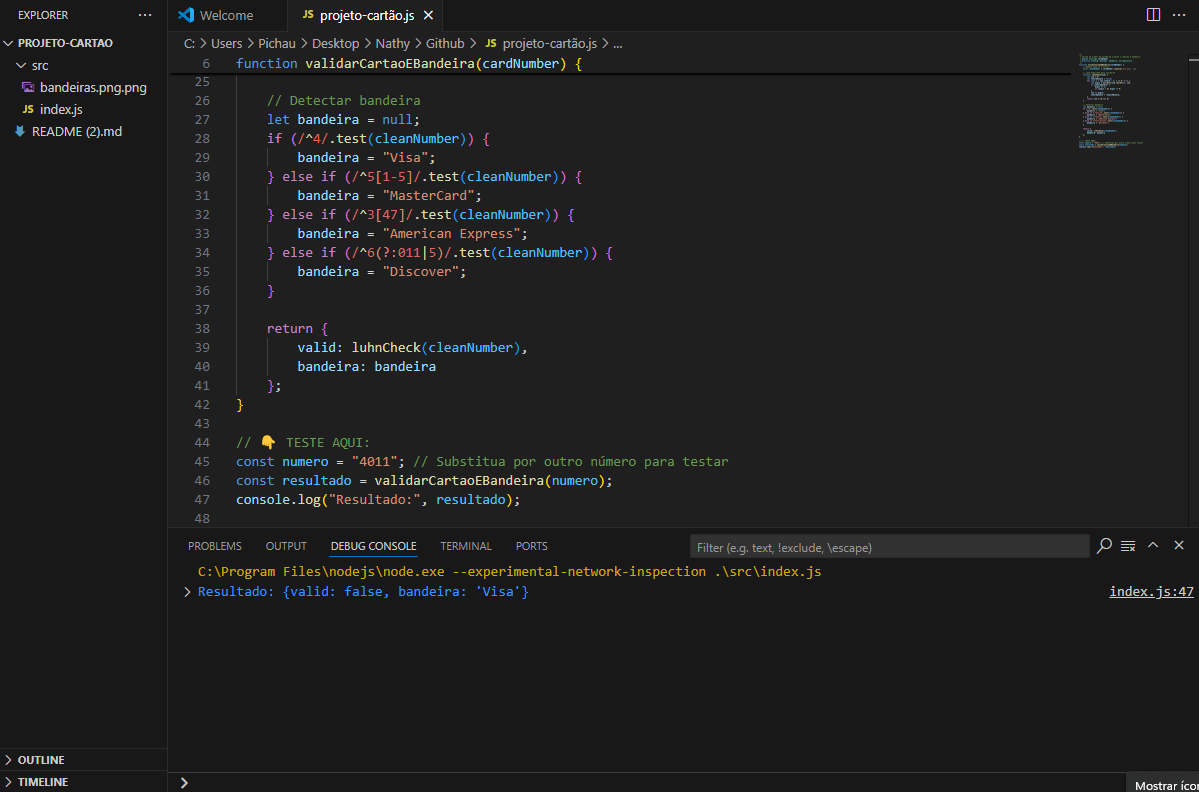 EXPLORER ···
PROJETO-CARTAO
src
bandeiras.png.png
JS index.js
README (2).md
OUTLINE
TIMELINE
Welcome
JS projeto-cartão.js
C: > Users > Pichau > Desktop > Nathy > Github > JS projeto-cartão.js > ...
6 function validarCartaoEBandeira(cardNumber) {
25
26 // Detectar bandeira
27 let bandeira = null;
28 if (/^4/.test(cleanNumber)) {
29 bandeira = "Visa";
30 } else if (/^5[1-5]/.test(cleanNumber)) {
31 bandeira = "MasterCard";
32 } else if (/^3[47]/.test(cleanNumber)) {
33 bandeira = "American Express";
34 } else if (/^6(?:011|5)/.test(cleanNumber)) {
35 bandeira = "Discover";
36 }
37
38 return {
39 valid: luhnCheck(cleanNumber),
40 bandeira: bandeira
41 };
42 }
43
44 // 👇 TESTE AQUI:
45 const numero = "4011"; // Substitua por outro número para testar
46 const resultado = validarCartaoEBandeira(numero);
47 console.log("Resultado:", resultado);
48
PROBLEMS OUTPUT DEBUG CONSOLE TERMINAL PORTS
Filter (e.g. text, !exclude, \escape)
C:\Program Files\nodejs\node.exe --experimental-network-inspection .\src\index.js
> Resultado: {valid: false, bandeira: 'Visa'} index.js:47
>
Mostrar íco